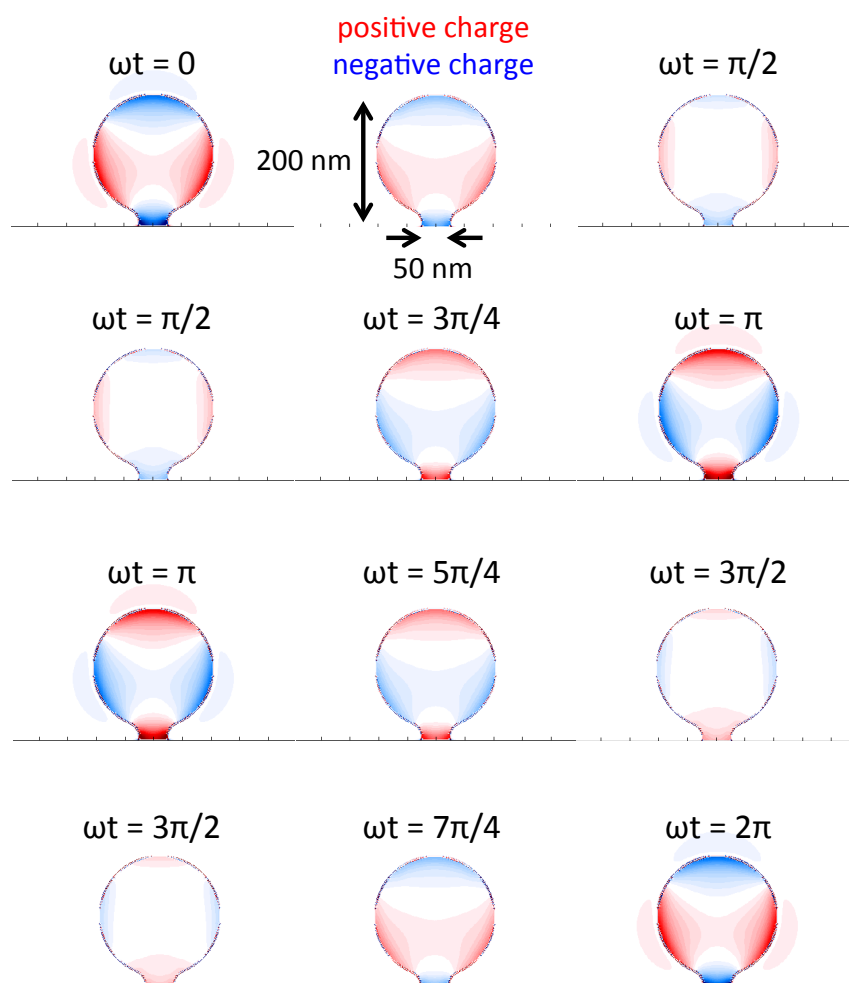 positive charge
negative charge
ωt = 0
ωt = π/2
200 nm
50 nm
ωt = π/2
ωt = 3π/4
ωt = π
ωt = π
ωt = 5π/4
ωt = 3π/2
ωt = 3π/2
ωt = 7π/4
ωt = 2π